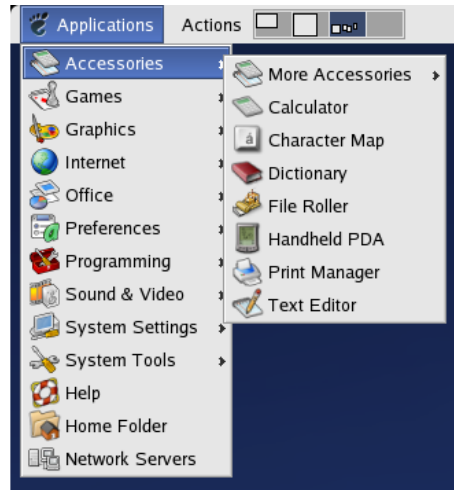 Applications Actions
Accessories
Games
Graphics
Internet
Office
Preferences
Programming
Sound & Video
System Settings
System Tools
Help
Home Folder
Network Servers
More Accessories
Calculator
á
Character Map
Dictionary
File Roller
Handheld PDA
Print Manager
Text Editor